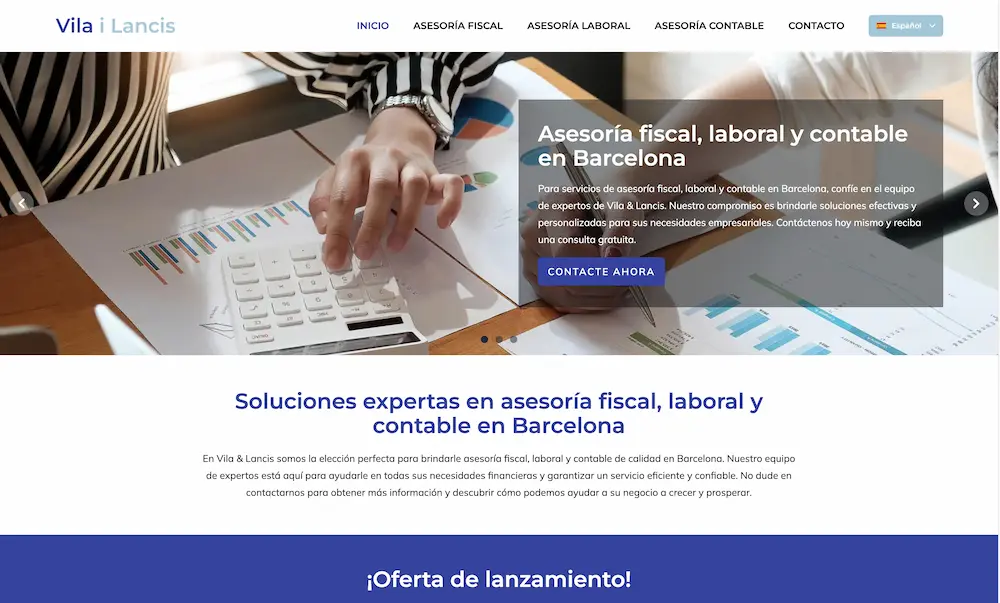 Vila i Lancis
INICIO
ASESORÍA FISCAL
ASESORÍA LABORAL
ASESORÍA CONTABLE
CONTACTO
Español
Asesoría fiscal, laboral y contable
en Barcelona
Para servicios de asesoría fiscal, laboral y contable en Barcelona, confíe en el equipo
de expertos de Vila & Lancis. Nuestro compromiso es brindarle soluciones efectivas y
personalizadas para sus necesidades empresariales. Contáctenos hoy mismo y reciba
una consulta gratuita.
CONTACTE AHORA
Soluciones expertas en asesoría fiscal, laboral y
contable en Barcelona
En Vila & Lancis somos la elección perfecta para brindarle asesoría fiscal, laboral y contable de calidad en Barcelona. Nuestro equipo
de expertos está aquí para ayudarle en todas sus necesidades financieras y garantizar un servicio eficiente y confiable. No dude en
contactarnos para obtener más información y descubrir cómo podemos ayudar a su negocio a crecer y prosperar.
¡Oferta de lanzamiento!